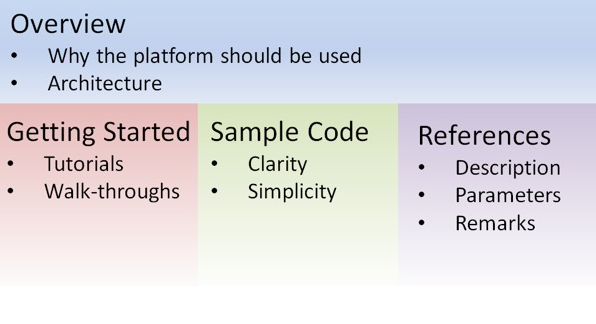 Overview
• Why the platform should be used
• Architecture
Getting Started
• Tutorials
• Walk-throughs
Sample Code
• Clarity
• Simplicity
References
• Description
• Parameters
• Remarks